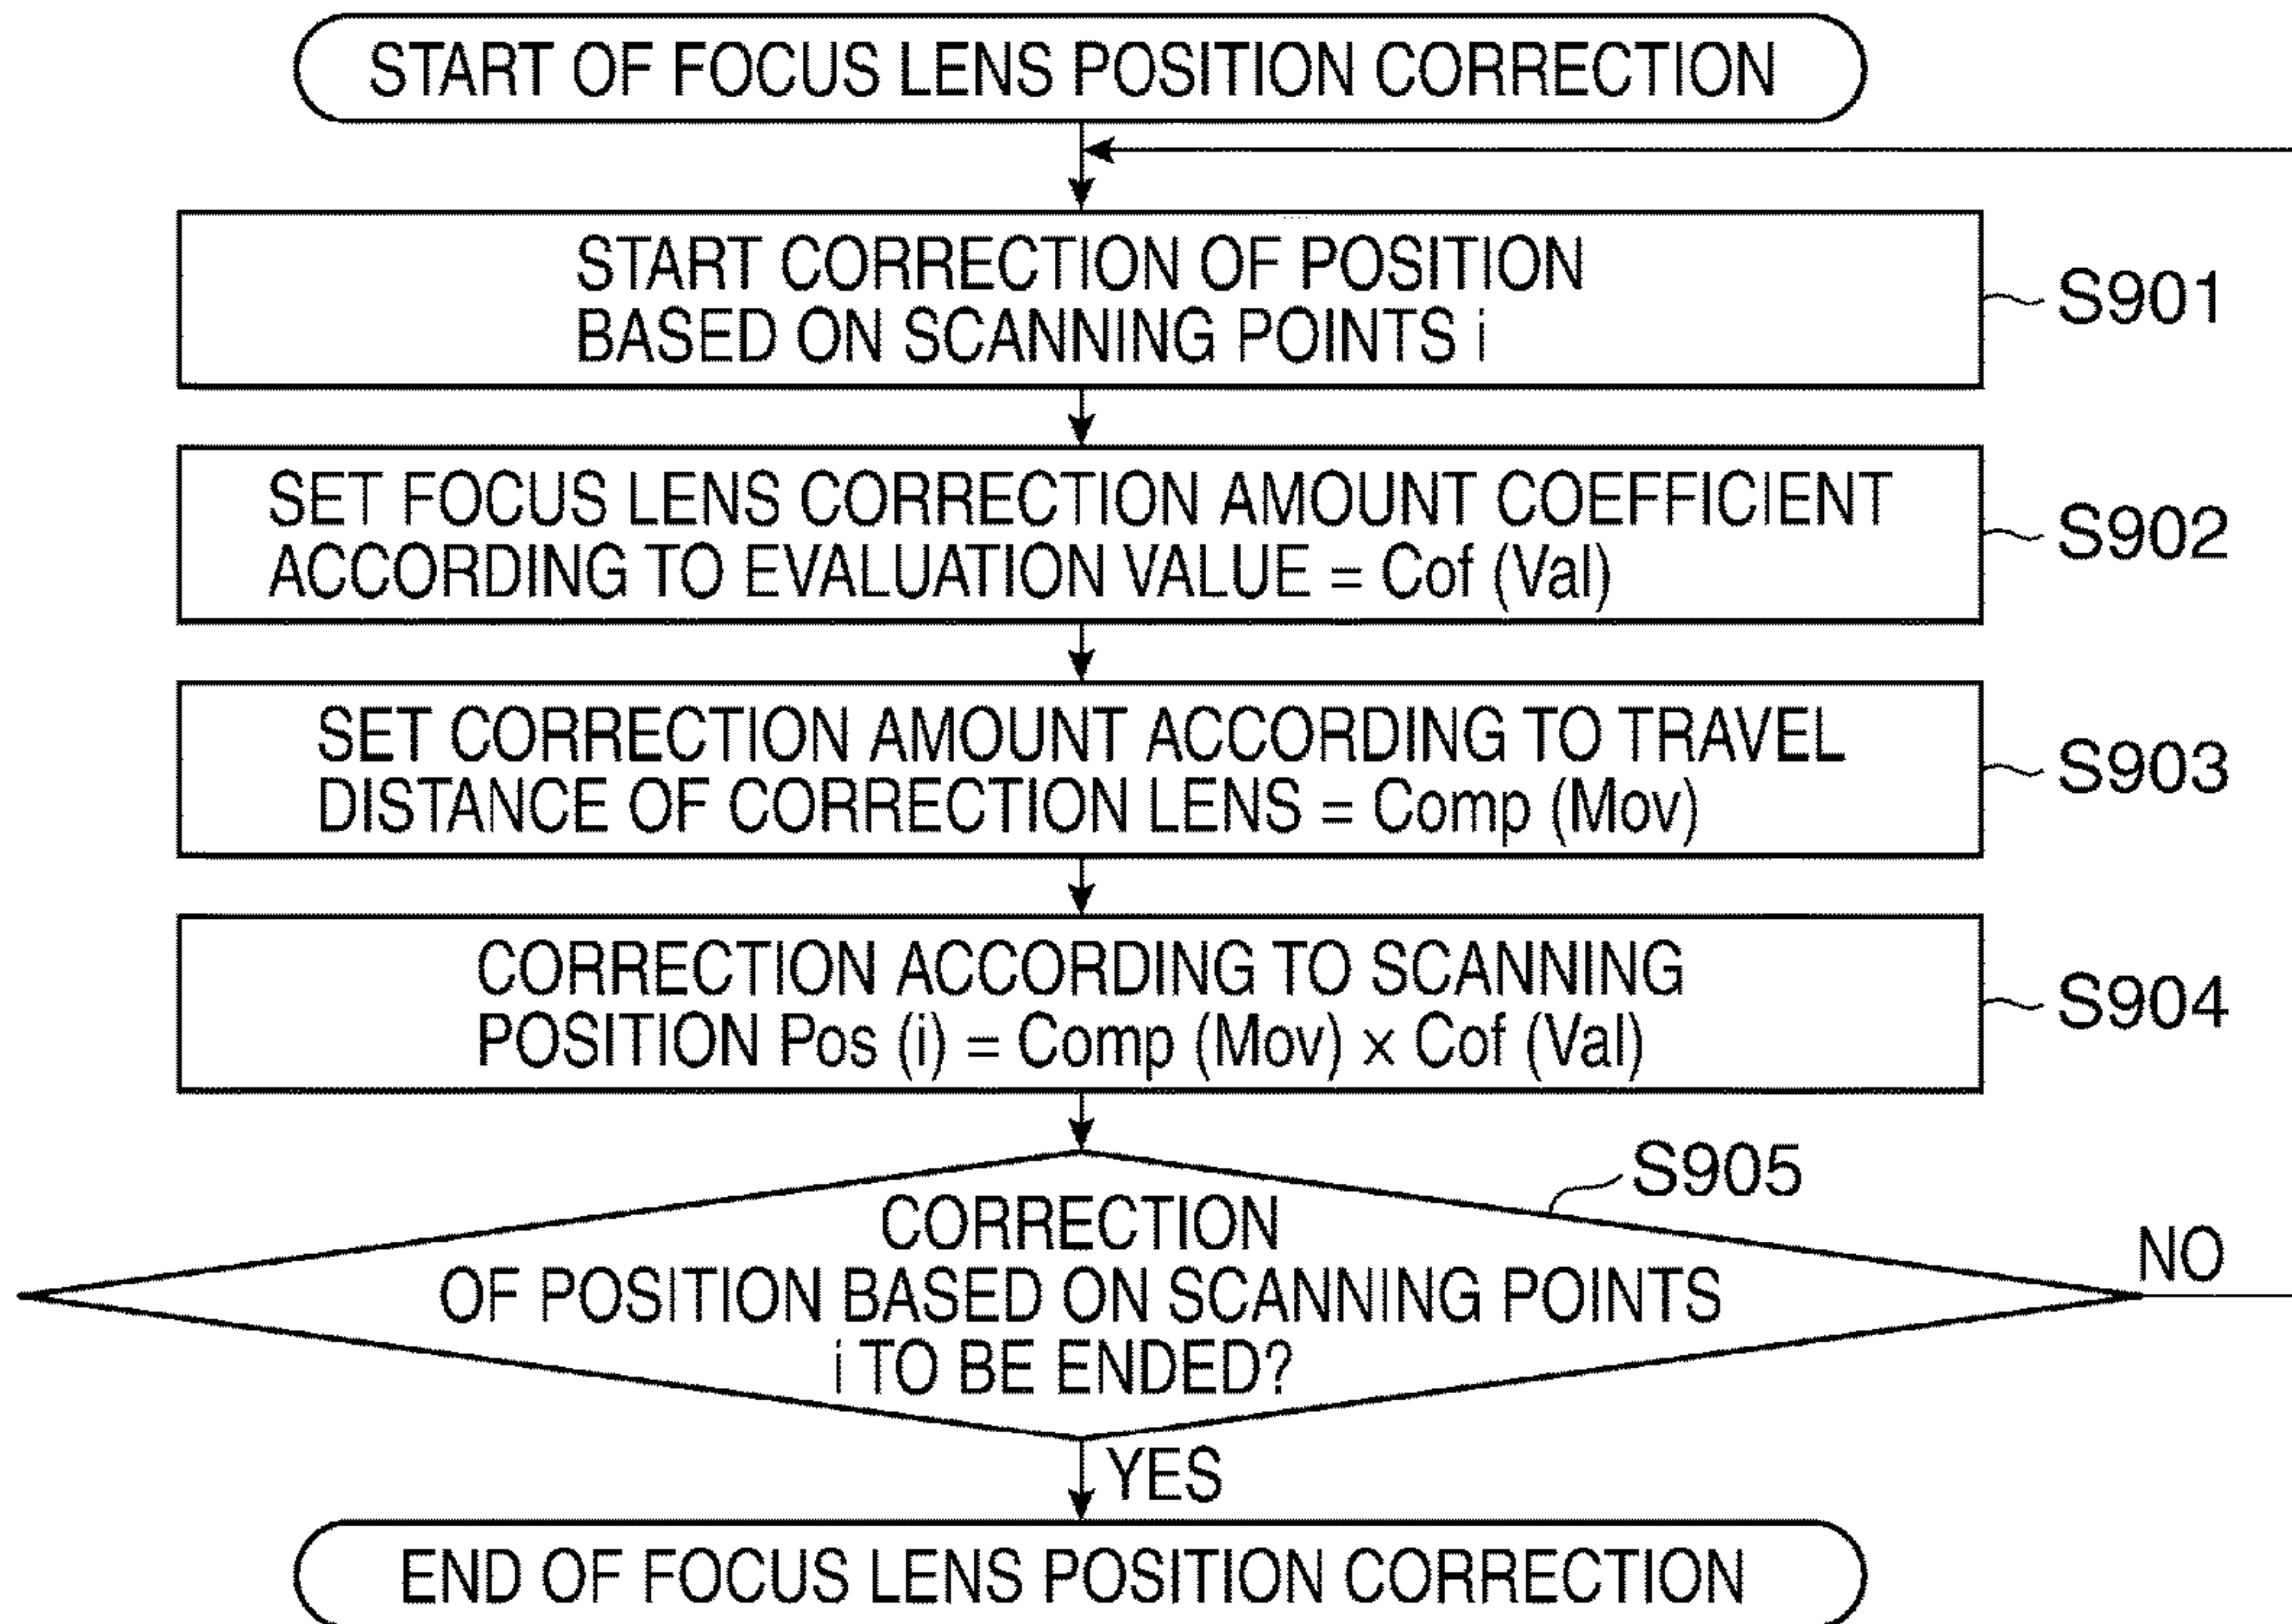 START OF FOCUS LENS POSITION CORRECTION
START CORRECTION OF POSITION
BASED ON SCANNING POINTS i
S901
SET FOCUS LENS CORRECTION AMOUNT COEFFICIENT
ACCORDING TO EVALUATION VALUE = Cof (Val)
S902
SET CORRECTION AMOUNT ACCORDING TO TRAVEL
DISTANCE OF CORRECTION LENS = Comp (Mov)
S903
CORRECTION ACCORDING TO SCANNING
POSITION Pos (i) = Comp (Mov) × Cof (Val)
S904
S905
CORRECTION
OF POSITION BASED ON SCANNING POINTS
i TO BE ENDED?
NO
YES
END OF FOCUS LENS POSITION CORRECTION